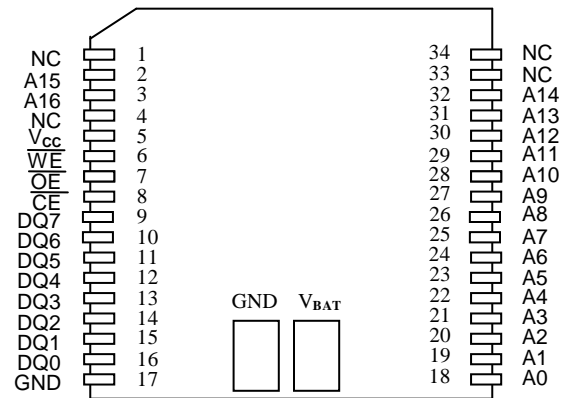 NC 1 34 NC
A15 2 33 NC
A16 3 32 A14
NC 4 31 A13
VCC 5 30 A12
WE 6 29 A11
OE 7 28 A10
CE 8 27 A9
DQ7 9 26 A8
DQ6 10 25 A7
DQ5 11 24 A6
DQ4 12 23 A5
DQ3 13 22 A4
DQ2 14 21 A3
DQ1 15 20 A2
DQ0 16 19 A1
GND 17 18 A0
GND VBAT